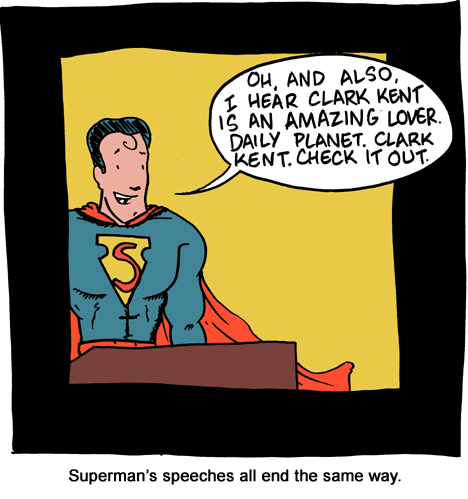 OH, AND ALSO,
I HEAR CLARK KENT
IS AN AMAZING LOVER.
DAILY PLANET. CLARK
KENT. CHECK IT OUT.
S
Superman's speeches all end the same way.